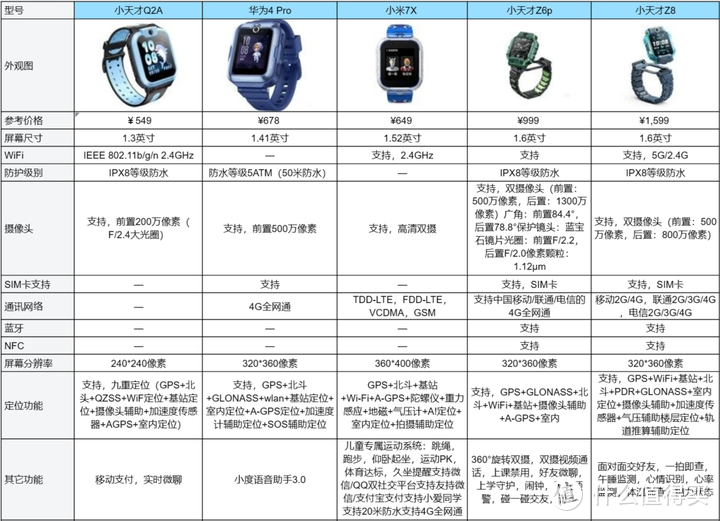 型号 小天才Q2A 华为4 Pro 小米7X 小天才Z6p 小天才Z8
外观图
参考价格 ¥549 ¥678 ¥649 ¥999 ¥1,599
屏幕尺寸 1.3英寸 1.41英寸 1.52英寸 1.6英寸 1.6英寸
WiFi IEEE 802.11b/g/n 2.4GHz — 支持，2.4GHz 支持 支持，5G/2.4G
防护级别 IPX8等级防水 防水等级5ATM（50米防水） — IPX8等级防水 IPX8等级防水
摄像头
支持，前置200万像素（
F/2.4大光圈）
支持，前置500万像素
支持，高清双摄
支持，双摄像头（前置：
500万像素，后置：1300万
像素）广角：前置84.4°，
后置78.8°保护镜头：蓝宝
石镜片光圈：前置F/2.2，
后置F/2.0像素颗粒：
1.12μm
支持，双摄像头（前置：500
万像素，后置：800万像素）
SIM卡支持 — 支持 — 支持，SIM卡 支持，SIM卡
通讯网络
—
4G全网通
TDD-LTE，FDD-LTE，
VCDMA，GSM
支持中国移动/联通/电信的
4G全网通
移动2G/4G，联通2G/3G/4G
，电信2G/3G/4G
蓝牙 — — — 支持 支持
NFC — — — 支持 支持
屏幕分辨率 240*240像素 320*360像素 360*400像素 320*360像素 320*360像素
定位功能
支持，九重定位（GPS+北
斗+QZSS+WiF定位+基站定
位+摄像头辅助+加速度传感
器+AGPS+室内定位)
支持，GPS+北斗
+GLONASS+wlan+基站定位+
室内定位+A-GPS定位+加速度
计辅助定位+SOS辅助定位
GPS+北斗+基站
+Wi-Fi+A-GPS+陀螺仪+重力
感应+地磁+气压计+AI定位+
室内定位+拍摄辅助定位
支持，GPS+GLONASS+北
斗+WiFi+基站+摄像头辅助
+A-GPS+室内
支持，GPS+WiFi+基站+北
斗+PDR+GLONASS+室内定
位+摄像头辅助+加速度传感
器+气压辅助楼层定位+轨
道推算辅助定位
其它功能
移动支付，实时微聊
小度语音助手3.0
儿童专属运动系统：跳绳，
跑步，仰卧起坐，运动PK，
体育达标，久坐提醒支持微信
/QQ双社交平台支持友持微
信/支付宝支付支持小爱同学
支持20米防水支持4G全网通
360°旋转双摄，双摄视频通
话，上课禁用，好友微聊，
上学守护，闹钟，
警，碰一碰交友，
面对面交好友，一拍即查，
午睡监测，心情识别，心率
监测，
值得买